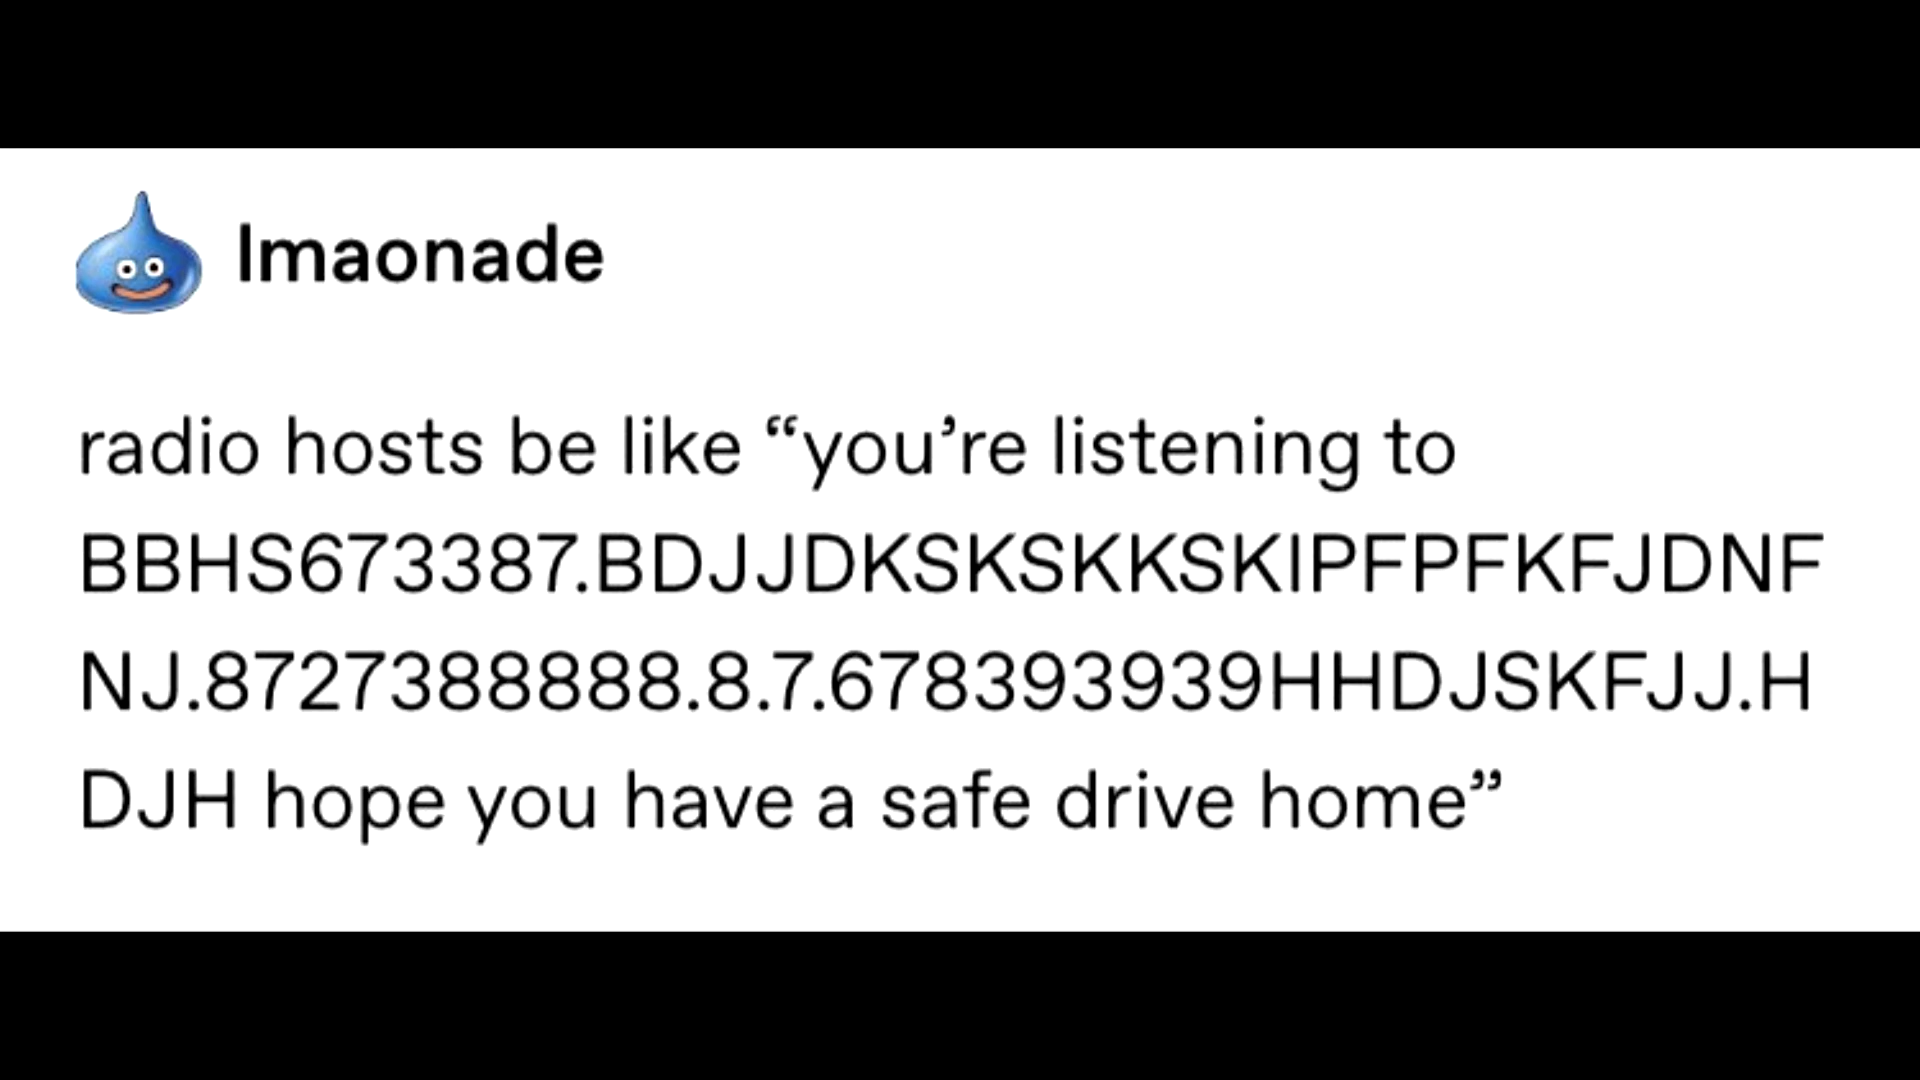 lmaonade
radio hosts be like “you’re listening to
BBHS673387.BDJJDKSKSKKSKIPFPFKFJDNF
NJ.8727388888.8.7.678393939HHDJSKFJJ.H
DJH hope you have a safe drive home”